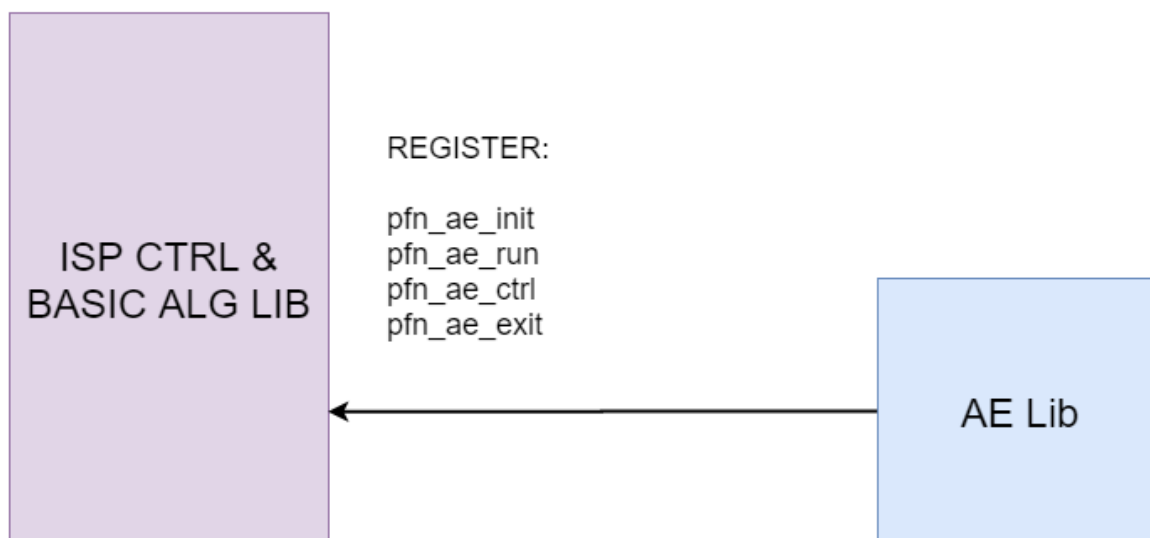 ISP CTRL &
BASIC ALG LIB
REGISTER:
pfn_ae_init
pfn_ae_run
pfn_ae_ctrl
pfn_ae_exit
AE Lib